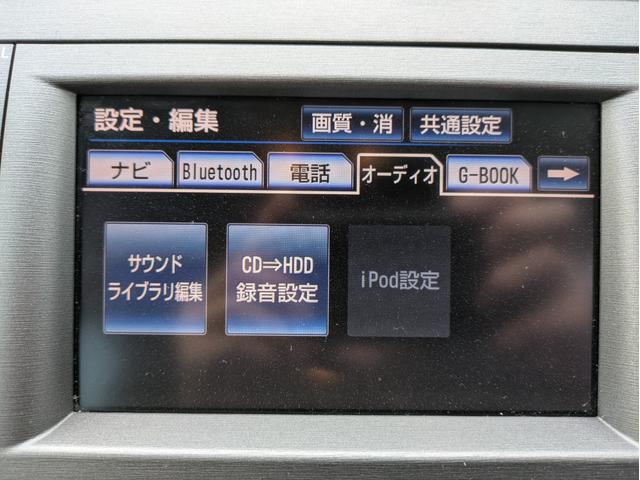 設定・編集
画質・消
共通設定
ナビ
Bluetooth
電話
オーディオ
G-BOOK
サウンド
ライブラリ編集
CD⇒HDD
録音設定
iPod設定